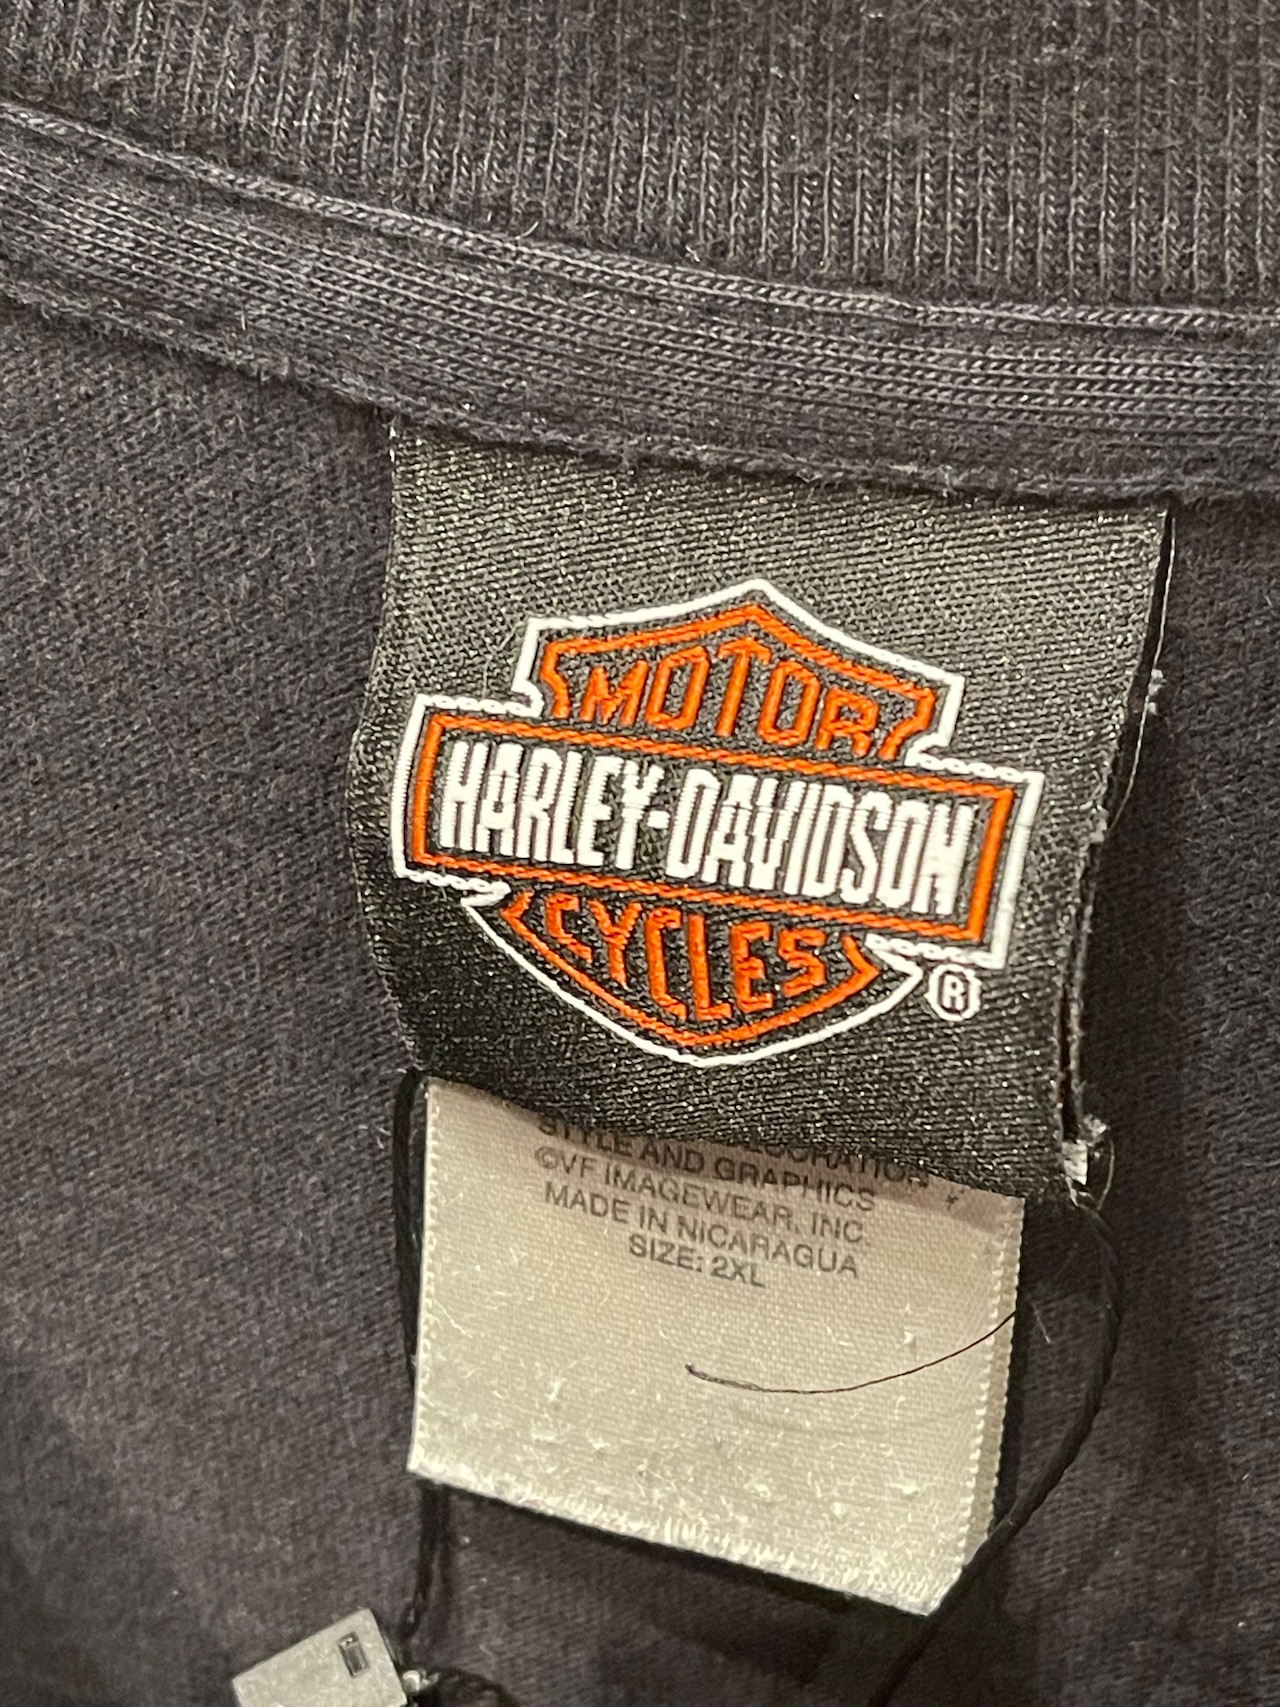 MOTOR
HARLEY-DAVIDSON
CYCLES
®
STYLE AND GRAPHICS
©VF IMAGEWEAR, INC.
MADE IN NICARAGUA
SIZE: 2XL